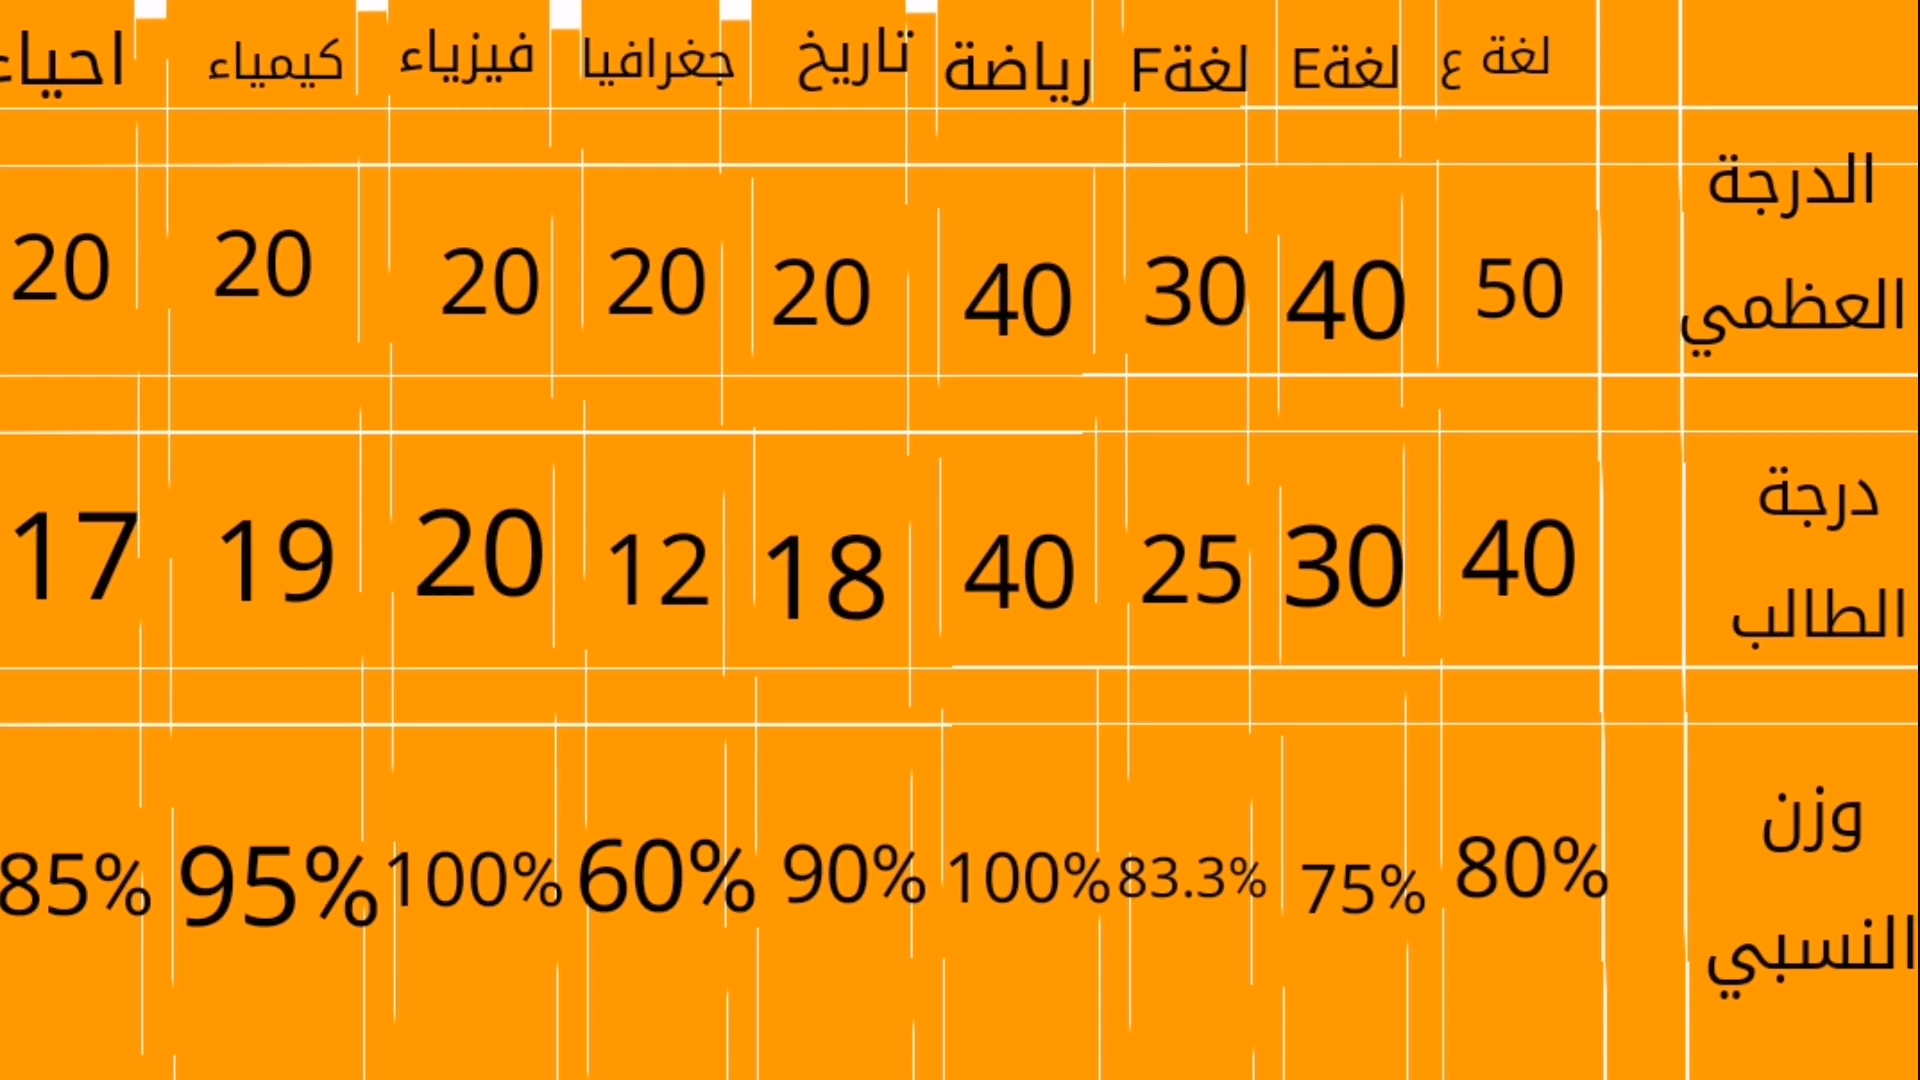 لغة ع لغةE لغةF رياضة تاريخ جغرافيا فيزياء كيمياء احياء
الدرجة
العظمي
50 40 30 40 20 20 20 20 20
درجة
الطالب
40 30 25 40 18 12 20 19 17
وزن
النسبي
80% 75% 83.3% 100% 90% 60% 100% 95% 85%